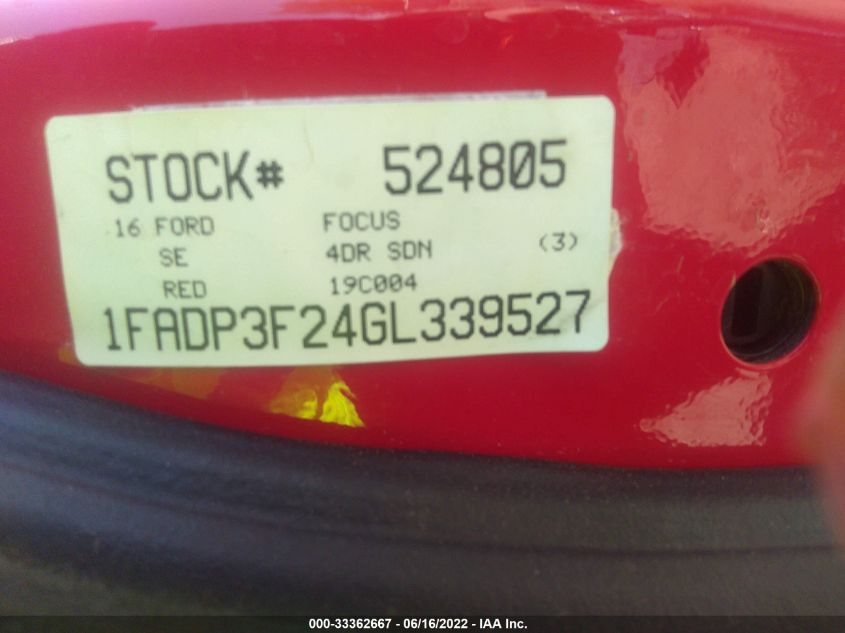 STOCK# 524805
16 FORD FOCUS
SE 4DR SDN (3)
RED 19C004
1FADP3F24GL339527
000-33362667 - 06/16/2022 - IAA Inc.